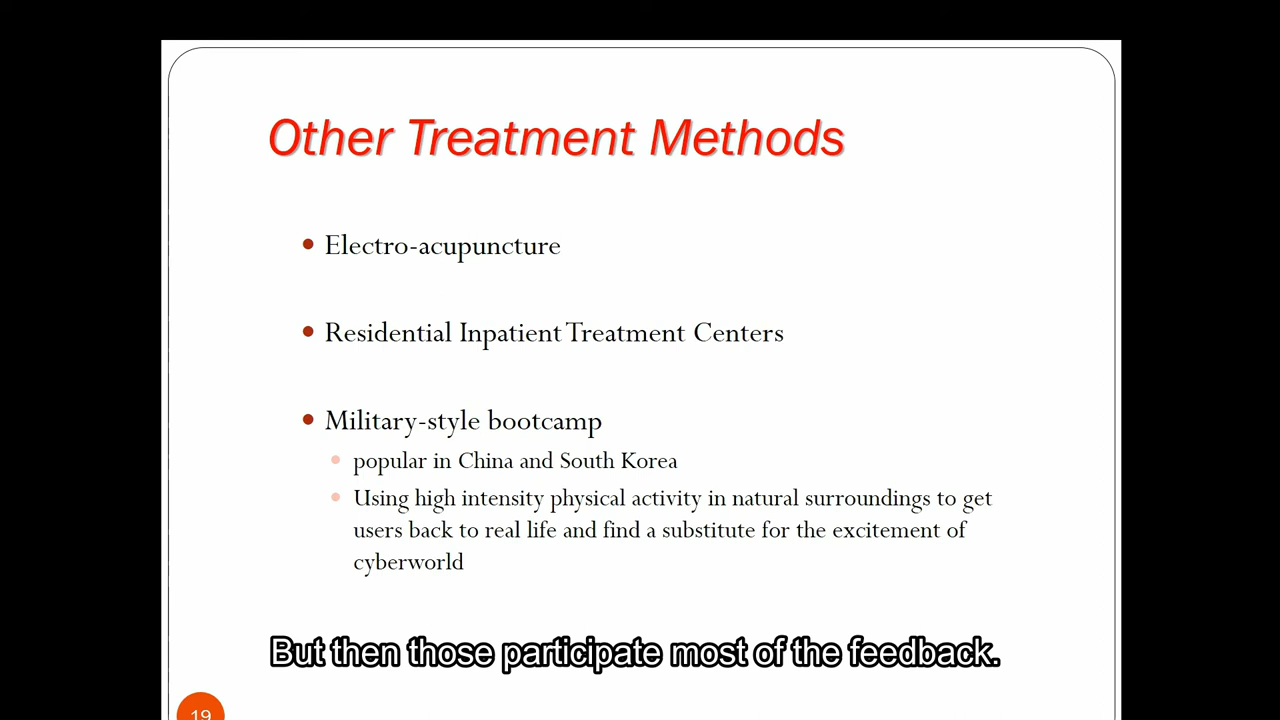 Other Treatment Methods
Electro-acupuncture
Residential Inpatient Treatment Centers
Military-style bootcamp
popular in China and South Korea
Using high intensity physical activity in natural surroundings to get
users back to real life and find a substitute for the excitement of
cyberworld
But then those participate most of the feedback.
19